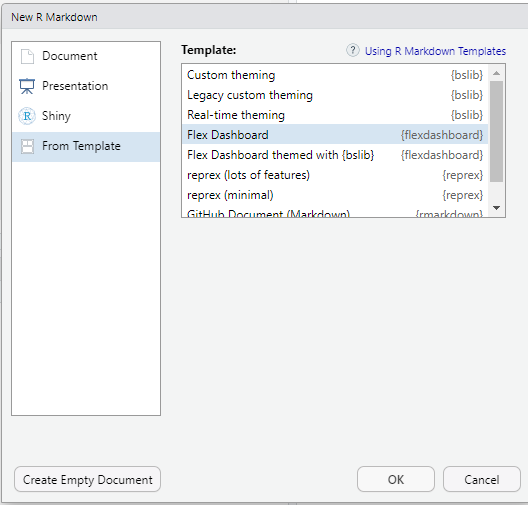 New R Markdown
Document
Presentation
R Shiny
From Template
Template:
? Using R Markdown Templates
Custom theming {bslib}
Legacy custom theming {bslib}
Real-time theming {bslib}
Flex Dashboard {flexdashboard}
Flex Dashboard themed with {bslib} {flexdashboard}
reprex (lots of features) {reprex}
reprex (minimal) {reprex}
GitHub Document (Markdown) {rmarkdown}
Create Empty Document
OK
Cancel